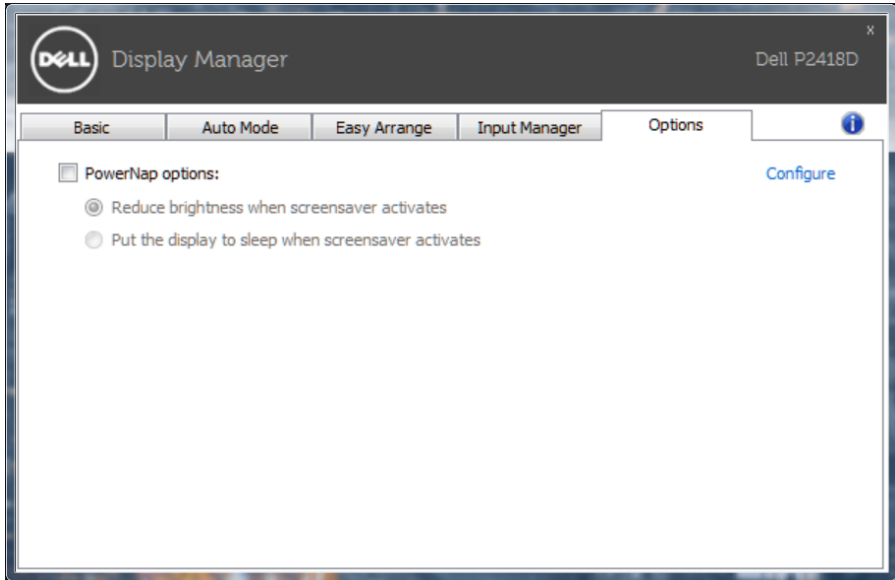 x
DELL Display Manager Dell P2418D
Basic Auto Mode Easy Arrange Input Manager Options i
PowerNap options: Configure
Reduce brightness when screensaver activates
Put the display to sleep when screensaver activates